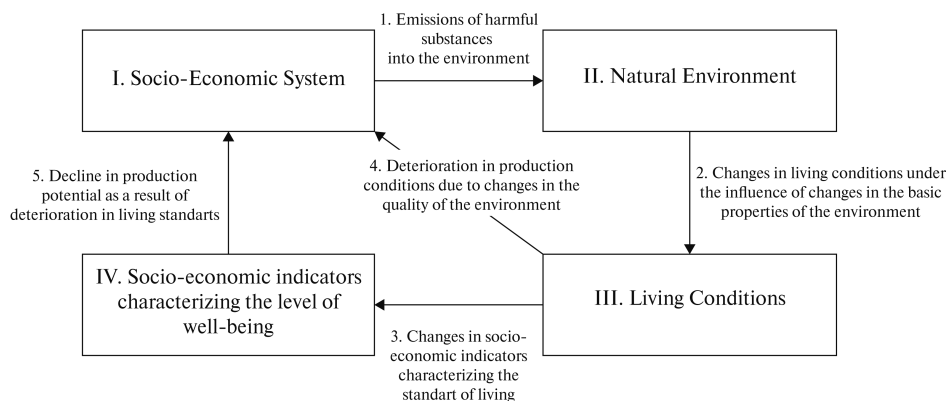 1. Emissions of harmful
substances
into the environment
I. Socio-Economic System
II. Natural Environment
5. Decline in production
potential as a result of
deterioration in living standarts
4. Deterioration in production
conditions due to changes in the
quality of the environment
2. Changes in living conditions under
the influence of changes in the basic
properties of the environment
IV. Socio-economic indicators
characterizing the level of
well-being
III. Living Conditions
3. Changes in socio-
economic indicators
characterizing the
standart of living